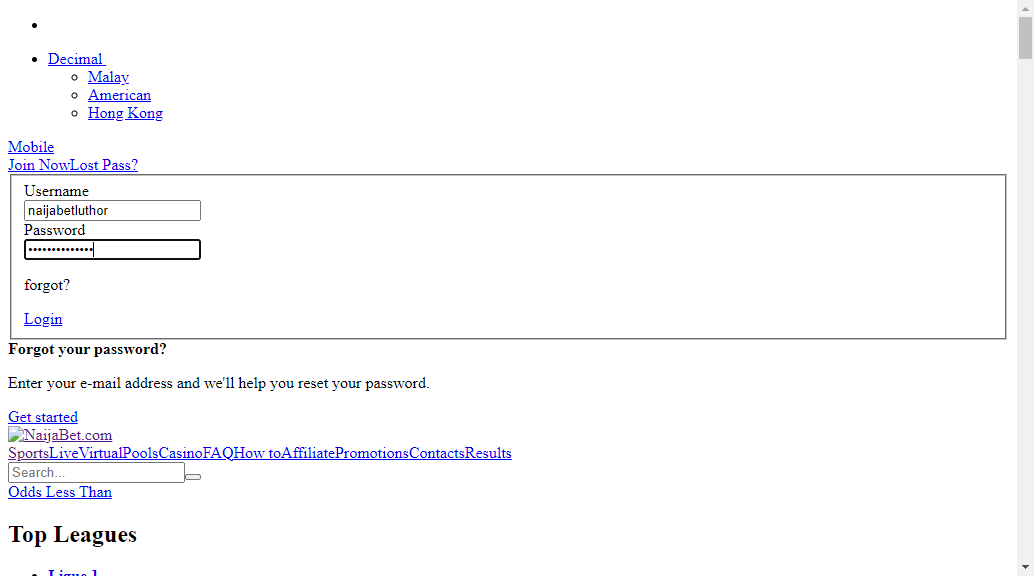 Decimal
Malay
American
Hong Kong
Mobile
Join NowLost Pass?
Username
naijabetluthor
Password
••••••••••••••
forgot?
Login
Forgot your password?
Enter your e-mail address and we'll help you reset your password.
Get started
NaijaBet.com
SportsLiveVirtualPoolsCasinoFAQHow toAffiliatePromotionsContactsResults
Search...
Odds Less Than
Top Leagues
Ligue 1